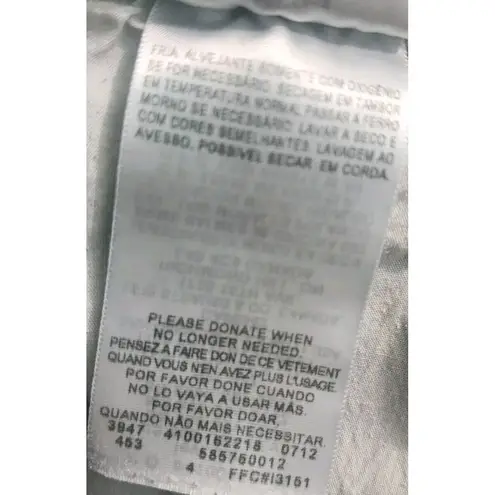 FRIA. ALVEJANTE SOMENTE COM OXIGÊNIO
SE FOR NECESSÁRIO. SECAGEM EM TAMBOR
EM TEMPERATURA NORMAL. PASSAR A FERRO
MORNO SE NECESSÁRIO. LAVAR A SECO E
COM CORES SEMELHANTES. LAVAGEM AO
AVESSO. POSSÍVEL SECAR EM CORDA.
PLEASE DONATE WHEN
NO LONGER NEEDED.
PENSEZ A FAIRE DON DE CE VETEMENT
QUAND VOUS N'EN AVEZ PLUS L'USAGE.
POR FAVOR DONE CUANDO
NO LO VAYA A USAR MÁS.
POR FAVOR DOAR,
QUANDO NÃO MAIS NECESSITAR.
3947 4100152218 0712
453 585750012
4 FFC#I3151